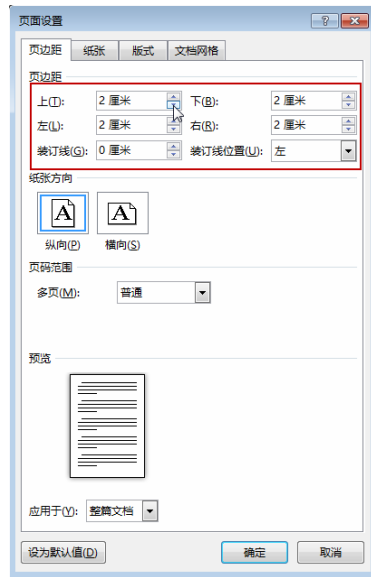 页面设置
页边距 纸张 版式 文档网格
页边距
上(T): 2 厘米 下(B): 2 厘米
左(L): 2 厘米 右(R): 2 厘米
装订线(G): 0 厘米 装订线位置(U): 左
纸张方向
A A
纵向(P) 横向(S)
页码范围
多页(M): 普通
预览
应用于(Y): 整篇文档
设为默认值(D) 确定 取消